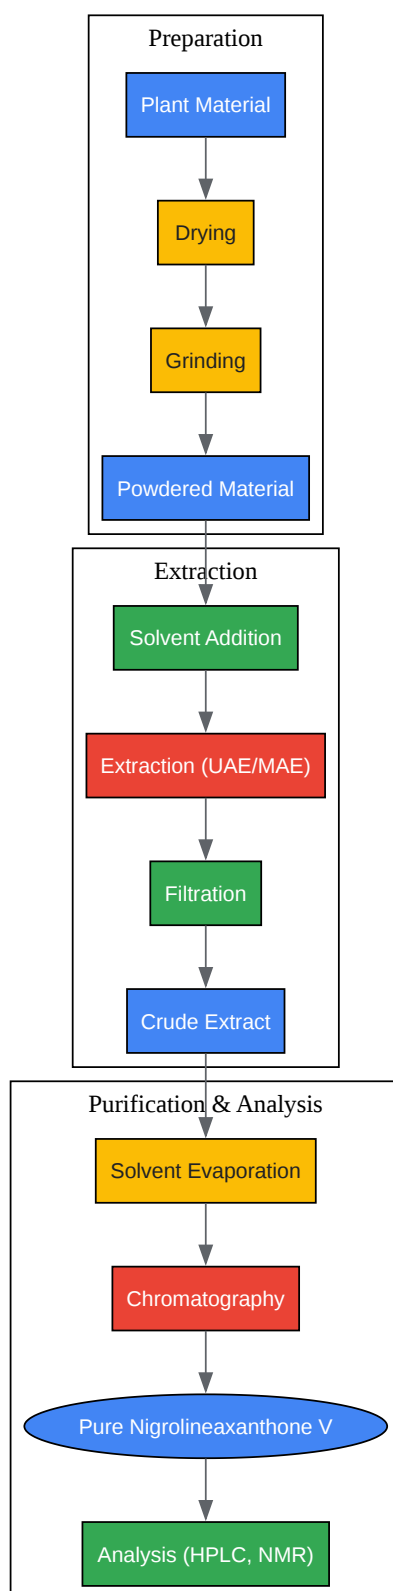 Preparation
Plant Material
Drying
Grinding
Powdered Material
Extraction
Solvent Addition
Extraction (UAE/MAE)
Filtration
Crude Extract
Purification & Analysis
Solvent Evaporation
Chromatography
Pure Nigrolineaxanthone V
Analysis (HPLC, NMR)